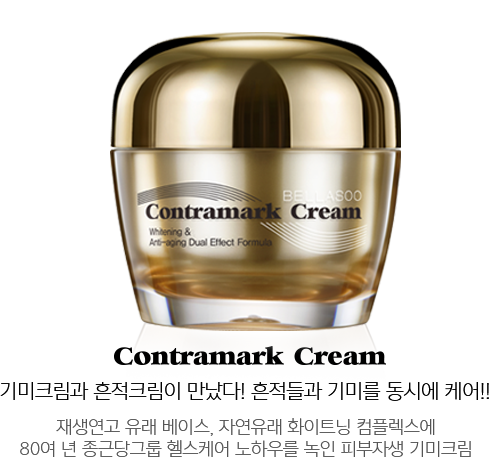 BELLASOO
Contramark Cream
Whitening &
Anti-aging Dual Effect Formula
Contramark Cream
기미크림과 흔적크림이 만났다! 흔적들과 기미를 동시에 케어!!
재생연고 유래 베이스, 자연유래 화이트닝 컴플렉스에
80여 년 종근당그룹 헬스케어 노하우를 녹인 피부자생 기미크림